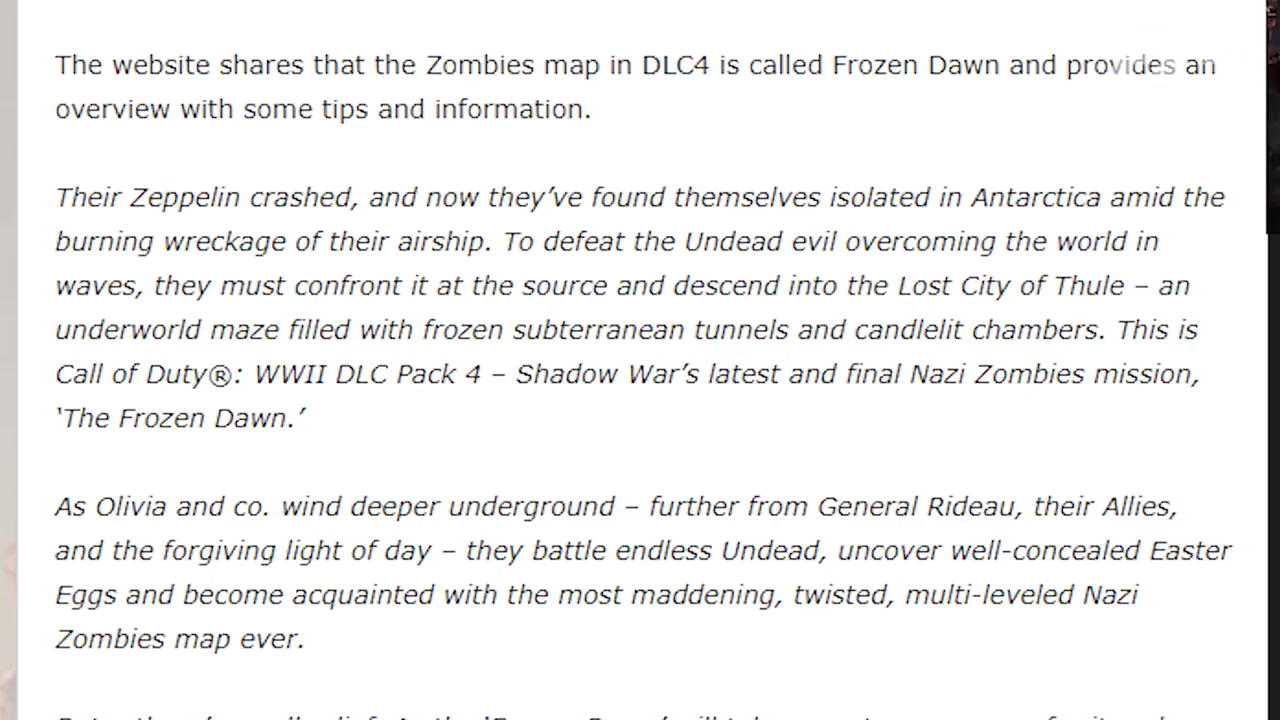 The website shares that the Zombies map in DLC4 is called Frozen Dawn and provides an
overview with some tips and information.
Their Zeppelin crashed, and now they’ve found themselves isolated in Antarctica amid the
burning wreckage of their airship. To defeat the Undead evil overcoming the world in
waves, they must confront it at the source and descend into the Lost City of Thule – an
underworld maze filled with frozen subterranean tunnels and candlelit chambers. This is
Call of Duty®: WWII DLC Pack 4 – Shadow War’s latest and final Nazi Zombies mission,
‘The Frozen Dawn.’
As Olivia and co. wind deeper underground – further from General Rideau, their Allies,
and the forgiving light of day – they battle endless Undead, uncover well-concealed Easter
Eggs and become acquainted with the most maddening, twisted, multi-leveled Nazi
Zombies map ever.